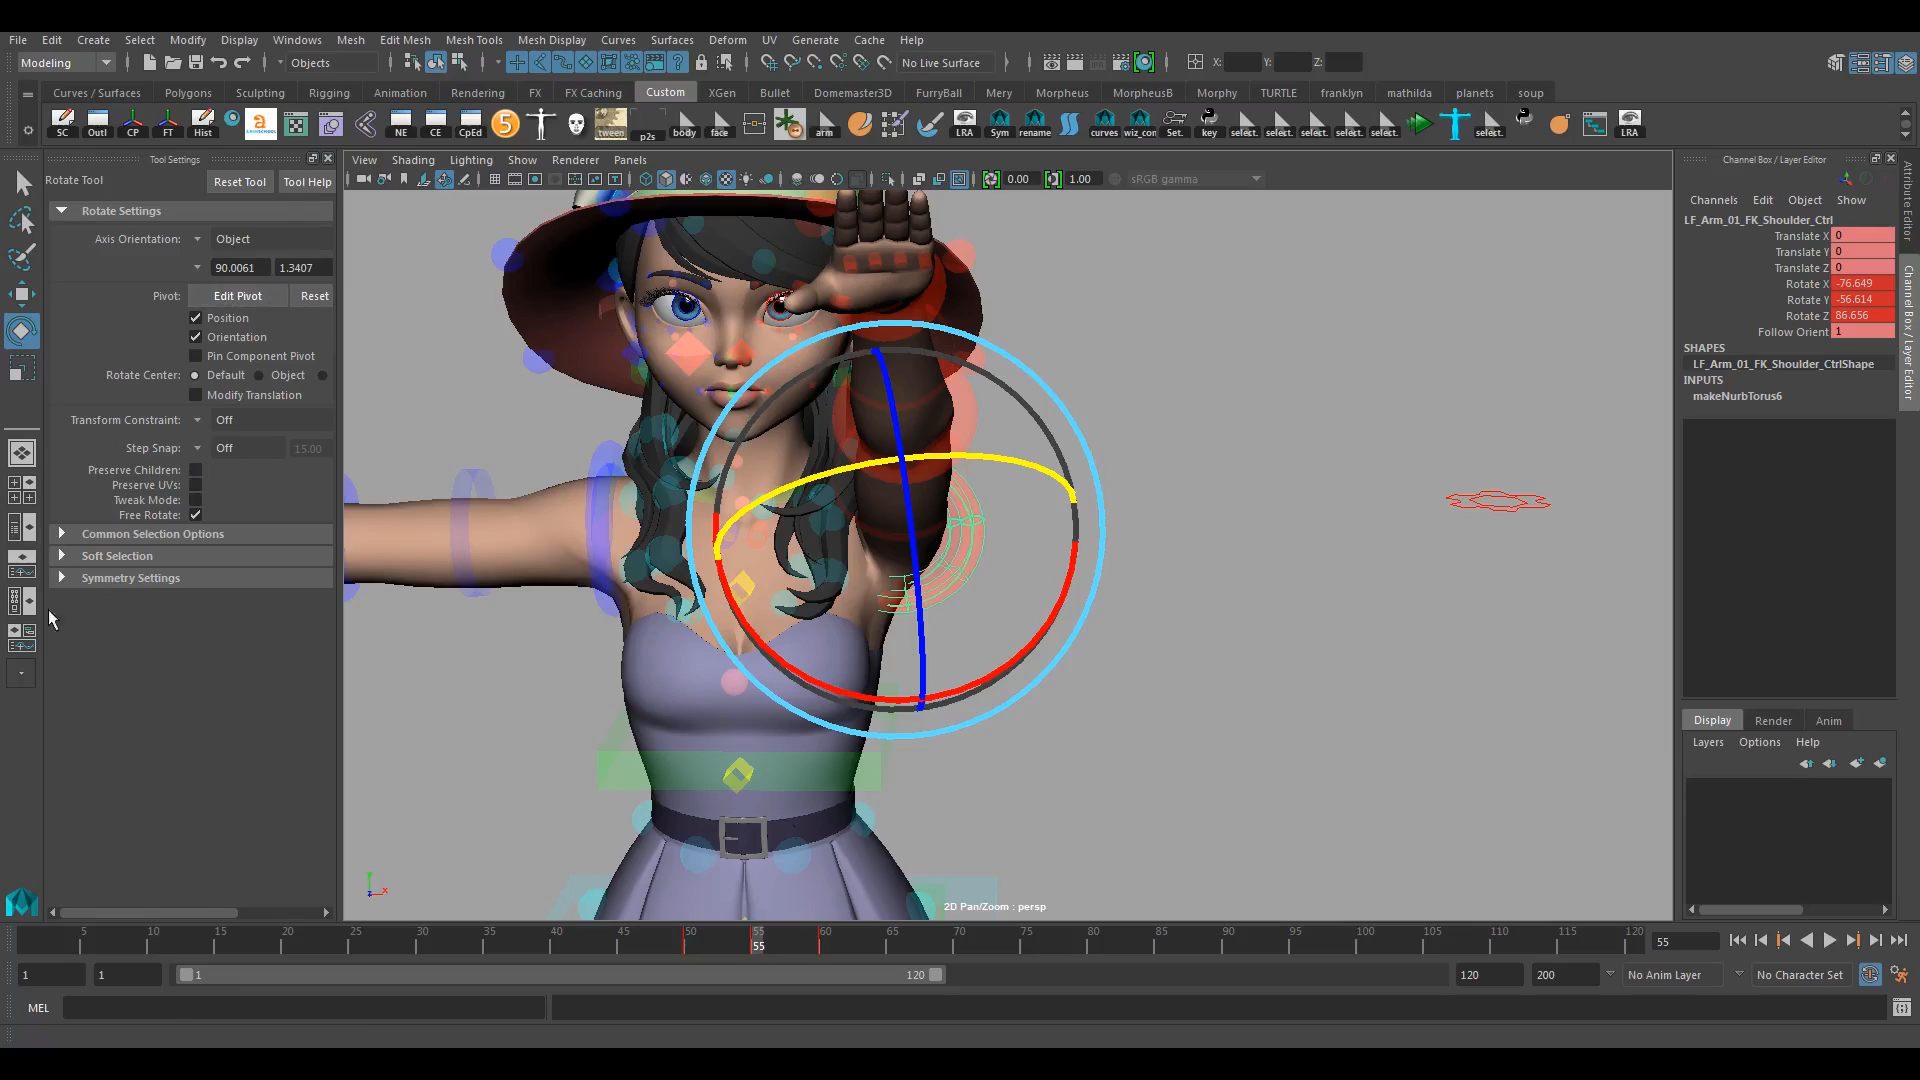 File Edit Create Select Modify Display Windows Mesh Edit Mesh Mesh Tools Mesh Display Curves Surfaces Deform UV Generate Cache Help
Modeling Objects No Live Surface X: Y: Z:
Curves / Surfaces Polygons Sculpting Rigging Animation Rendering FX FX Caching Custom XGen Bullet Domemaster3D FurryBall Mery Morpheus MorpheusB Morphy TURTLE franklyn mathilda planets soup
SC Outl CP FT Hist NE CE CpEd 5 tween p2s body face arm LRA Sym rename curves wiz_con Set. key select. select. select. select. select. select. LRA
Tool Settings
Rotate Tool Reset Tool Tool Help
Rotate Settings
Axis Orientation: Object
90.0061 1.3407
Pivot: Edit Pivot Reset
Position
Orientation
Pin Component Pivot
Rotate Center: Default Object
Modify Translation
Transform Constraint: Off
Step Snap: Off 15.00
Preserve Children:
Preserve UVs:
Tweak Mode:
Free Rotate:
Common Selection Options
Soft Selection
Symmetry Settings
View Shading Lighting Show Renderer Panels
0.00 1.00 sRGB gamma
2D Pan/Zoom : persp
Channel Box / Layer Editor
Channels Edit Object Show
LF_Arm_01_FK_Shoulder_Ctrl
Translate X 0
Translate Y 0
Translate Z 0
Rotate X -76.649
Rotate Y -56.614
Rotate Z 86.656
Follow Orient 1
SHAPES
LF_Arm_01_FK_Shoulder_CtrlShape
INPUTS
makeNurbTorus6
Display Render Anim
Layers Options Help
Attribute Editor
Channel Box / Layer Editor
5 10 15 20 25 30 35 40 45 50 55 60 65 70 75 80 85 90 95 100 105 110 115 120
55 55
1 1 1 120 120 200 No Anim Layer No Character Set
MEL